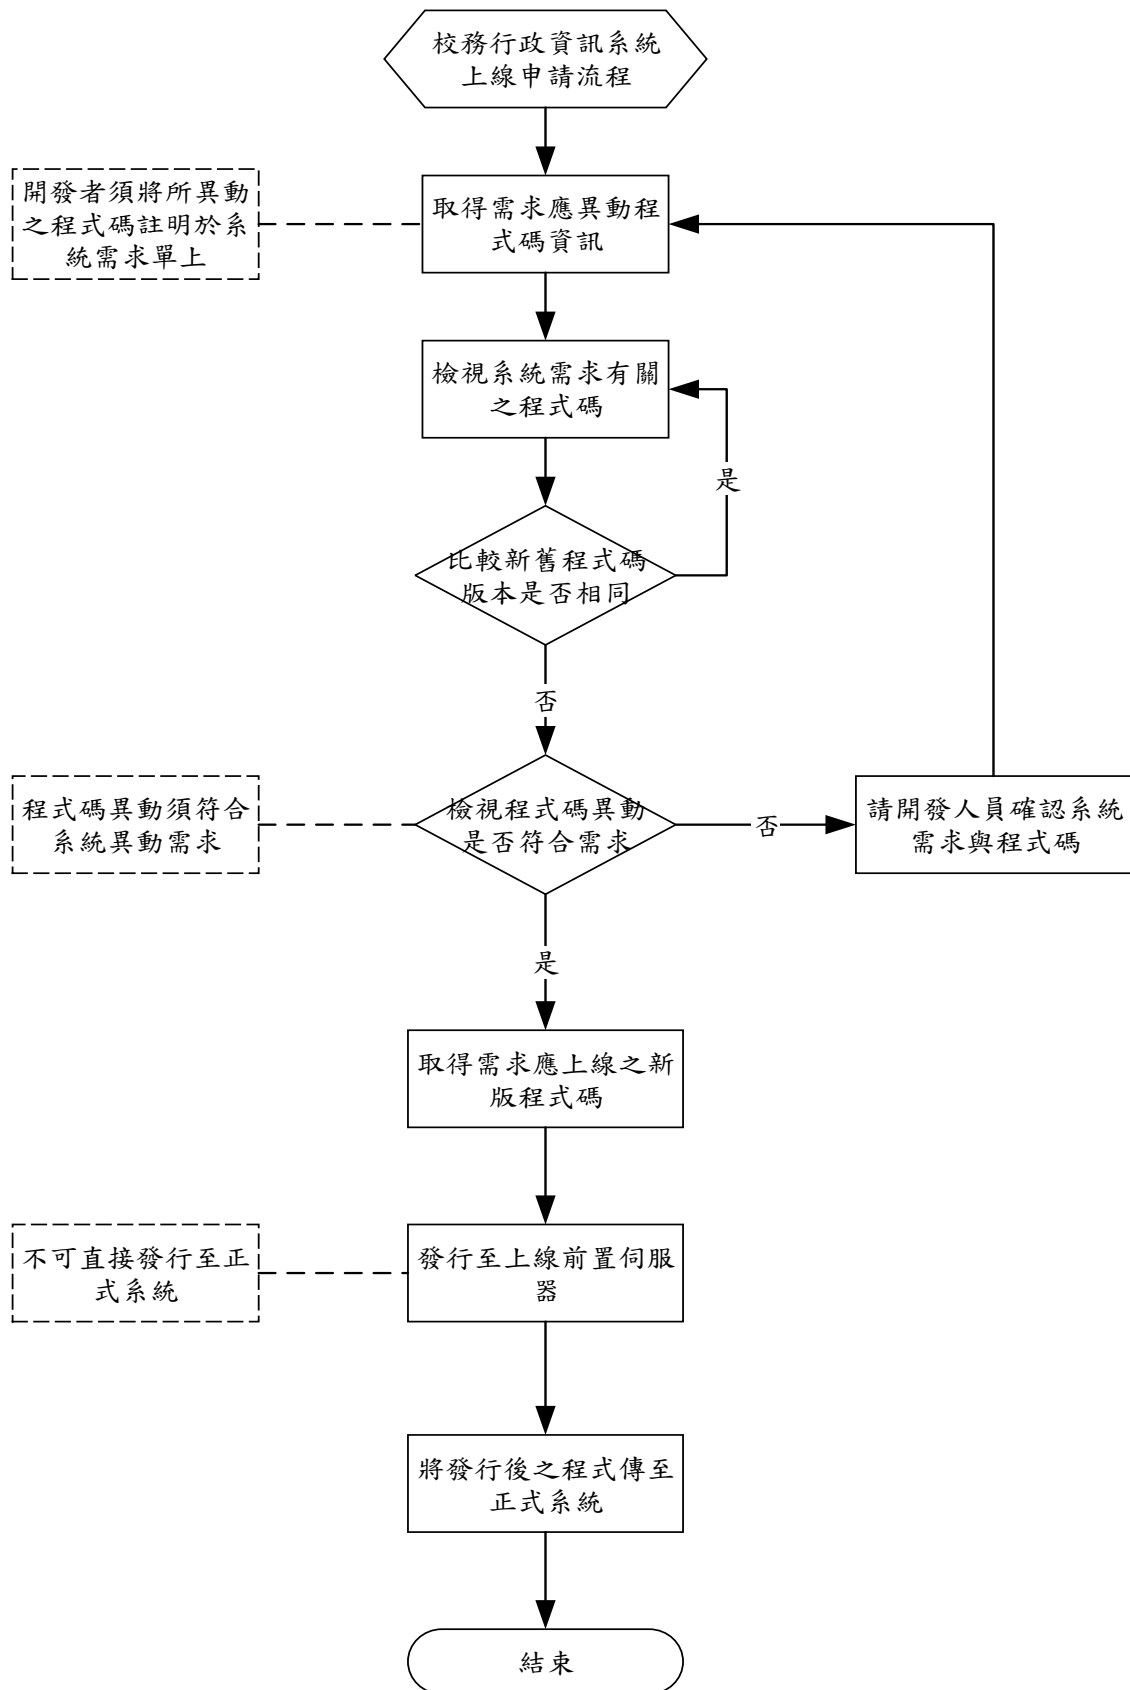 校務行政資訊系統
上線申請流程
開發者須將所異動
之程式碼註明於系
統需求單上
取得需求應異動程
式碼資訊
檢視系統需求有關
之程式碼
是
比較新舊程式碼
版本是否相同
否
程式碼異動須符合
系統異動需求
檢視程式碼異動
是否符合需求
否
請開發人員確認系統
需求與程式碼
是
取得需求應上線之新
版程式碼
不可直接發行至正
式系統
發行至上線前置伺服
器
將發行後之程式傳至
正式系統
結束